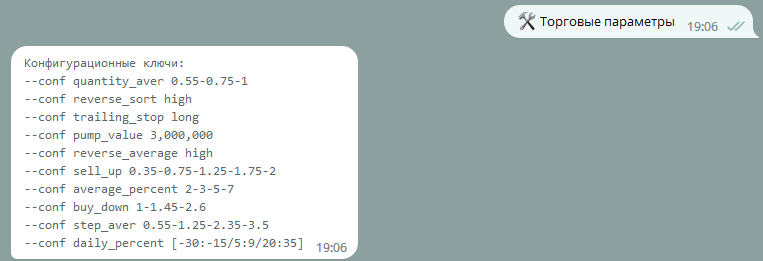 🛠 Торговые параметры 19:06
Конфигурационные ключи:
--conf quantity_aver 0.55-0.75-1
--conf reverse_sort high
--conf trailing_stop long
--conf pump_value 3,000,000
--conf reverse_average high
--conf sell_up 0.35-0.75-1.25-1.75-2
--conf average_percent 2-3-5-7
--conf buy_down 1-1.45-2.6
--conf step_aver 0.55-1.25-2.35-3.5
--conf daily_percent [-30:-15/5:9/20:35] 19:06